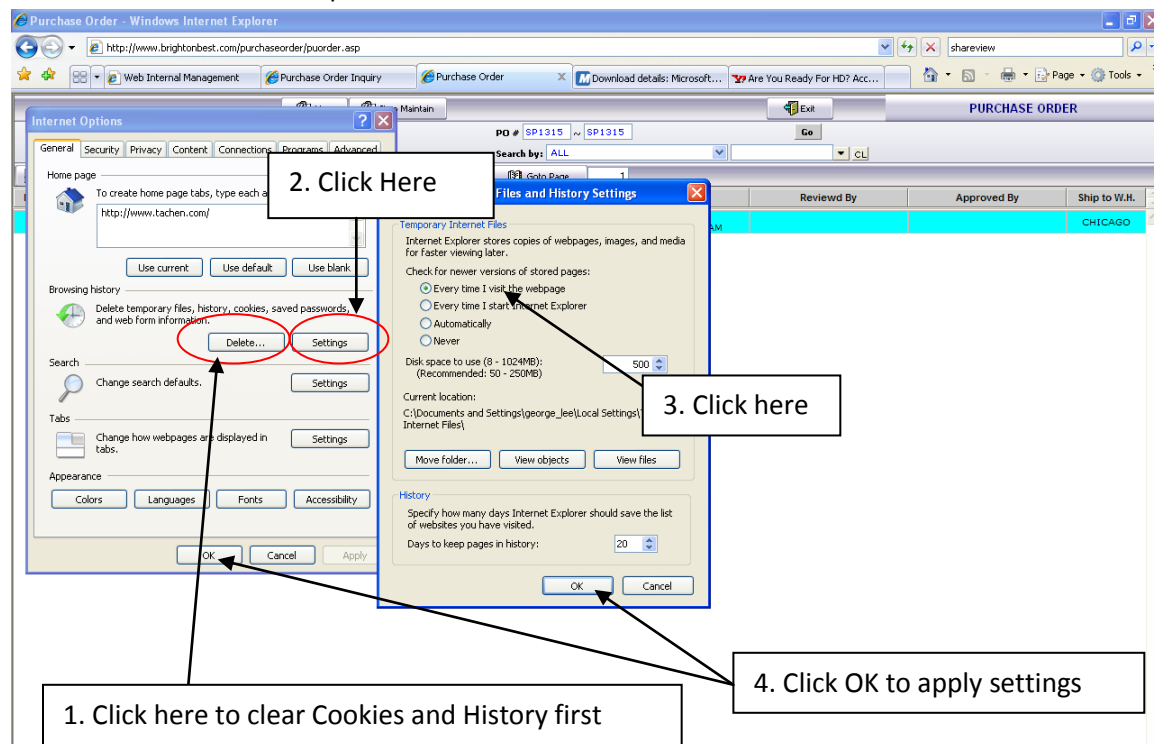 Purchase Order - Windows Internet Explorer
http://www.brightonbest.com/purchaseorder/puorder.asp
shareview
Web Internal Management
Purchase Order Inquiry
Purchase Order
Download details: Microsoft...
Are You Ready For HD? Acc...
Page
Tools
Maintain
Exit
PURCHASE ORDER
PO # SP1315 ~ SP1315
Go
Search by: ALL
CL
Goto Page 1
Reviewd By
Approved By
Ship to W.H.
AM
CHICAGO
Internet Options
General
Security
Privacy
Content
Connections
Programs
Advanced
Home page
To create home page tabs, type each a
http://www.tachen.com/
Use current
Use default
Use blank
Browsing history
Delete temporary files, history, cookies, saved passwords,
and web form information.
Delete...
Settings
Search
Change search defaults.
Settings
Tabs
Change how webpages are displayed in
tabs.
Settings
Appearance
Colors
Languages
Fonts
Accessibility
OK
Cancel
Apply
2. Click Here
Files and History Settings
Temporary Internet Files
Internet Explorer stores copies of webpages, images, and media
for faster viewing later.
Check for newer versions of stored pages:
Every time I visit the webpage
Every time I start Internet Explorer
Automatically
Never
Disk space to use (8 - 1024MB):
(Recommended: 50 - 250MB)
500
Current location:
C:\Documents and Settings\george_lee\Local Settings\
Internet Files\
Move folder...
View objects
View files
History
Specify how many days Internet Explorer should save the list
of websites you have visited.
Days to keep pages in history:
20
OK
Cancel
3. Click here
4. Click OK to apply settings
1. Click here to clear Cookies and History first